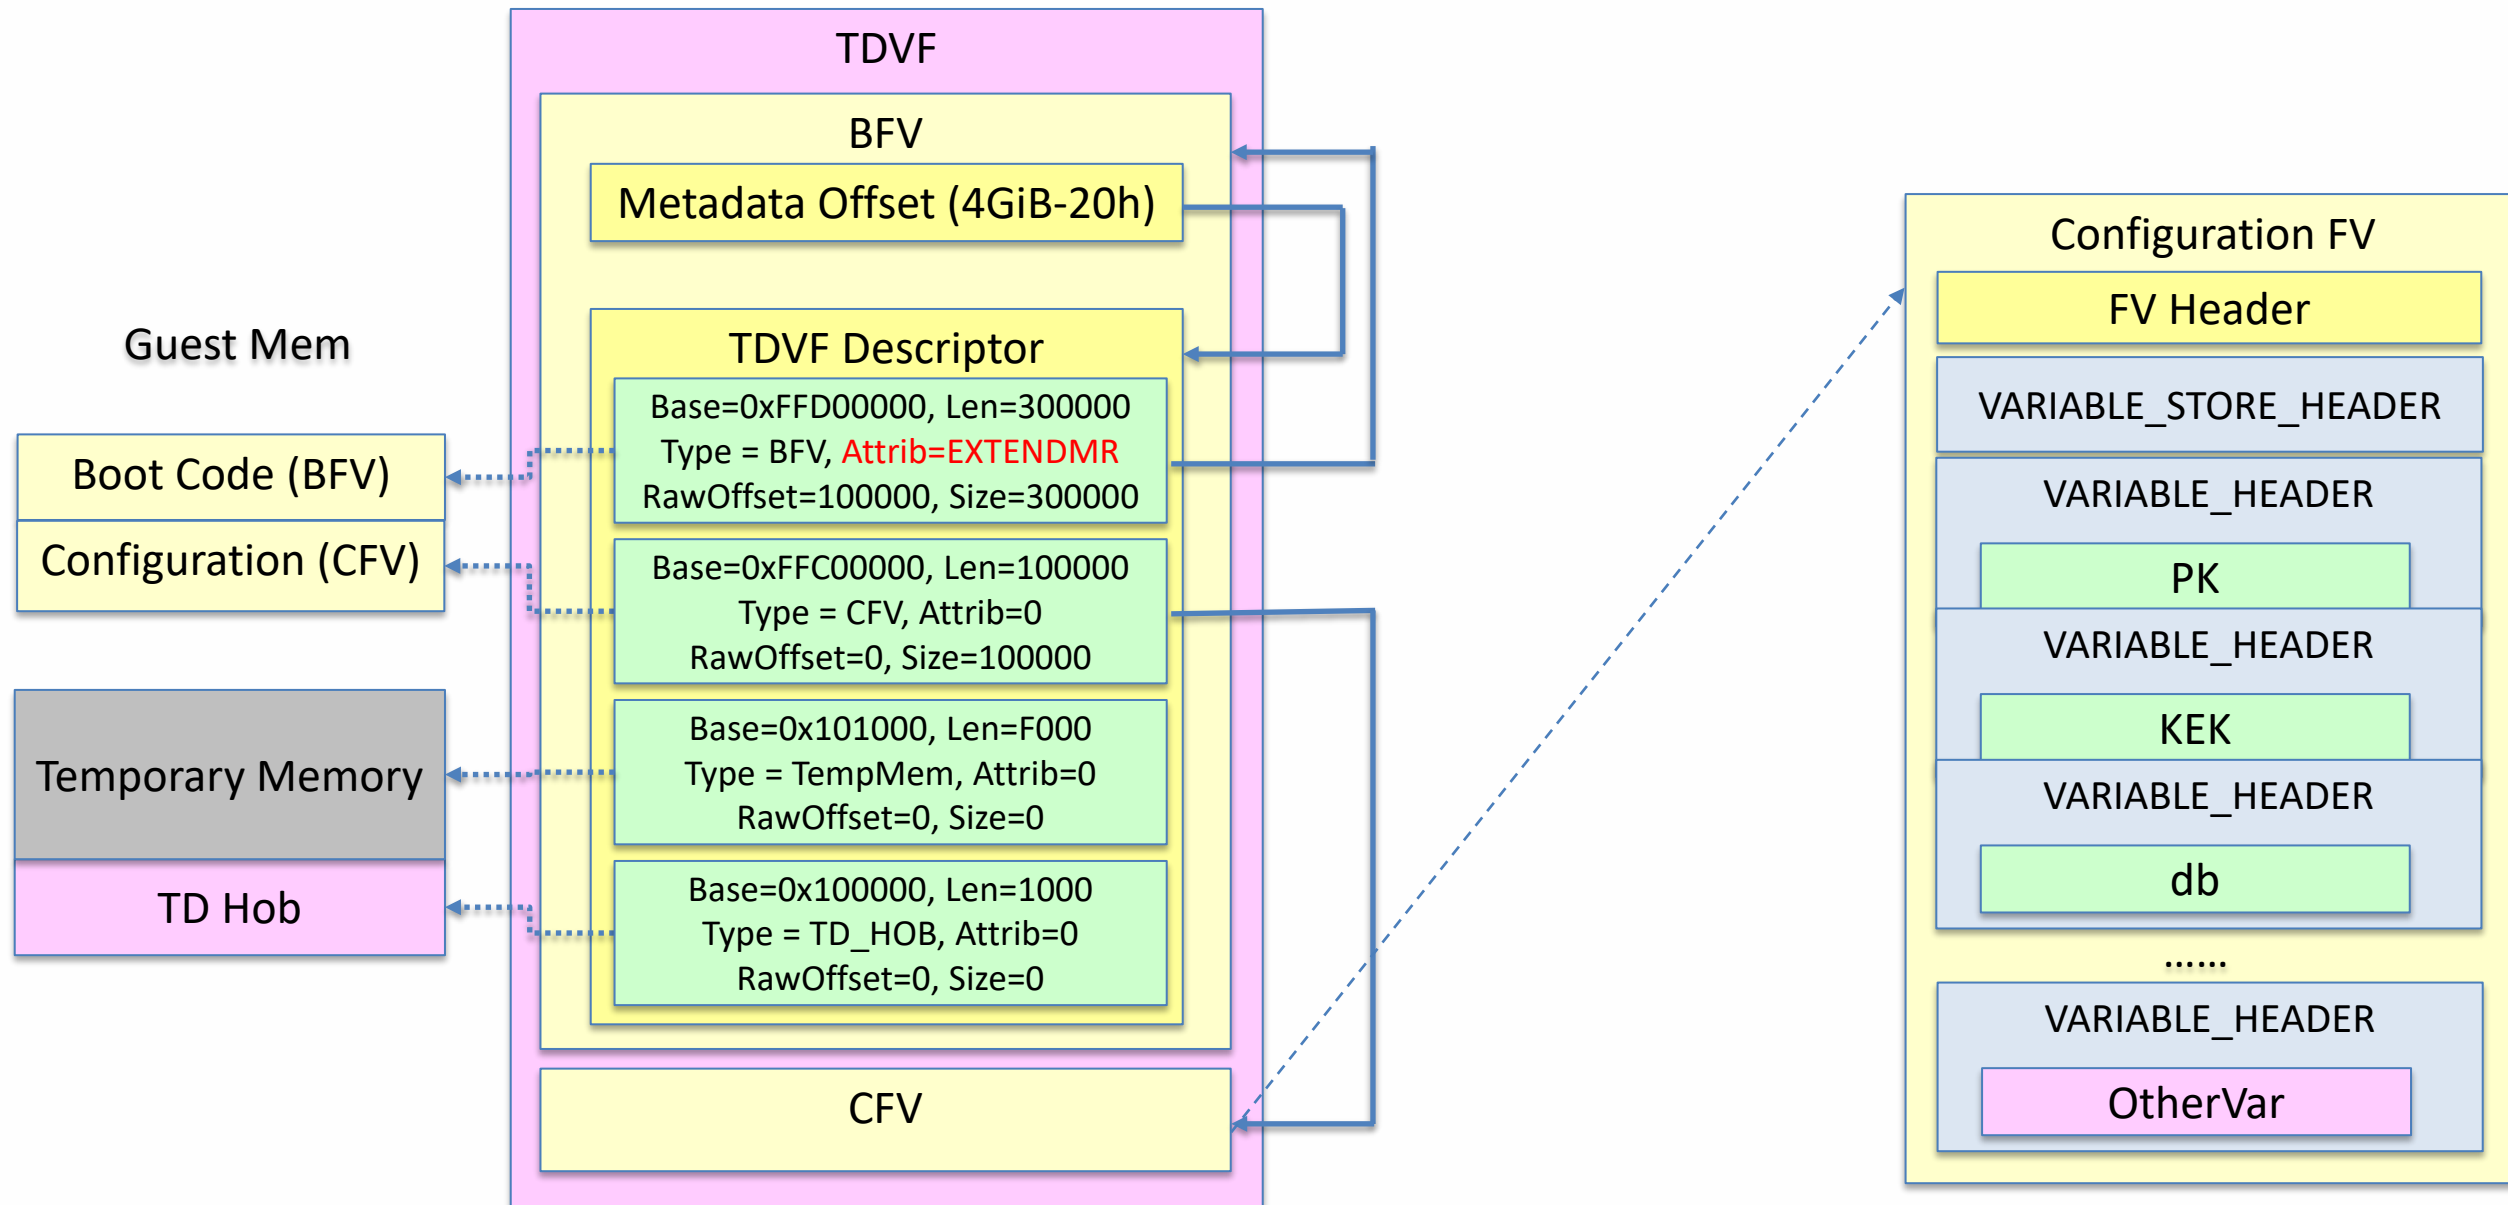 Guest Mem
Boot Code (BFV)
Configuration (CFV)
Temporary Memory
TD Hob
TDVF
BFV
Metadata Offset (4GiB-20h)
TDVF Descriptor
Base=0xFFD00000, Len=300000
Type = BFV, Attrib=EXTENDMR
RawOffset=100000, Size=300000
Base=0xFFC00000, Len=100000
Type = CFV, Attrib=0
RawOffset=0, Size=100000
Base=0x101000, Len=F000
Type = TempMem, Attrib=0
RawOffset=0, Size=0
Base=0x100000, Len=1000
Type = TD_HOB, Attrib=0
RawOffset=0, Size=0
CFV
Configuration FV
FV Header
VARIABLE_STORE_HEADER
VARIABLE_HEADER
PK
VARIABLE_HEADER
KEK
VARIABLE_HEADER
db
......
VARIABLE_HEADER
OtherVar